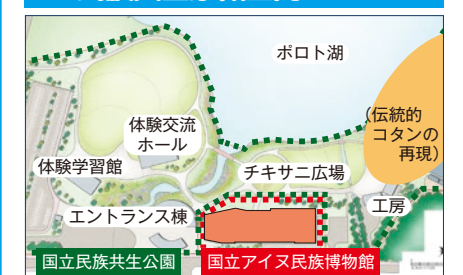 ポロト湖
(伝統的
コタンの
再現)
体験交流
ホール
体験学習館
チキサニ広場
エントランス棟
工房
国立民族共生公園
国立アイヌ民族博物館